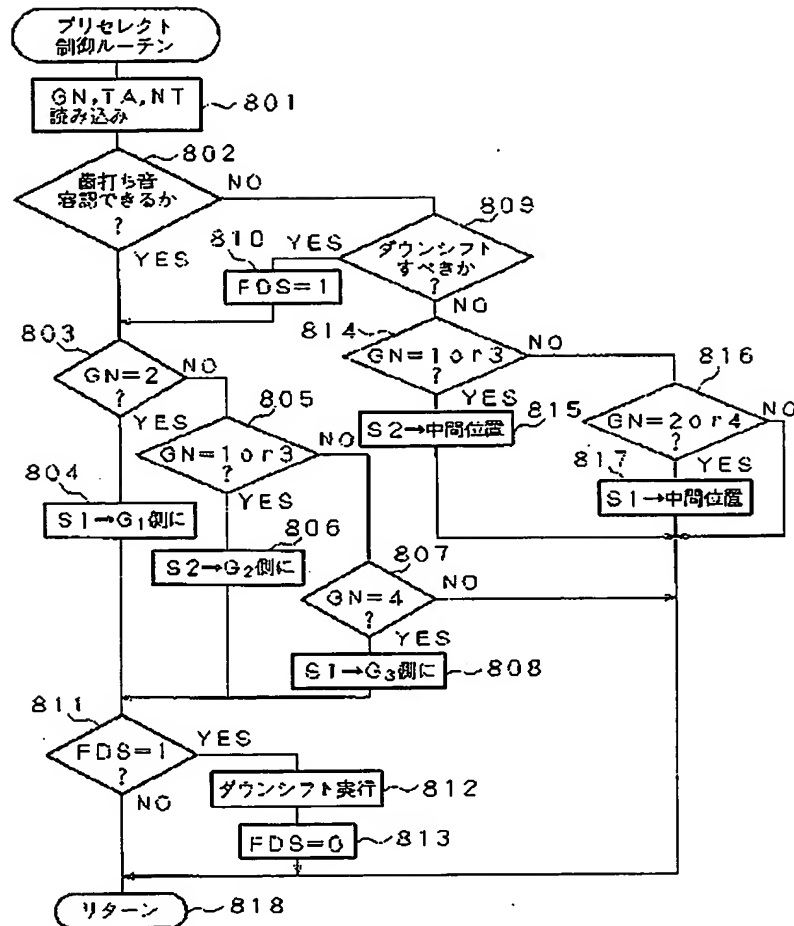 プリセレクト
制御ルーチン
GN,TA,NT
読み込み
801
802
歯打ち音
容認できるか
?
NO
YES
809
ダウンシフト
すべきか
?
YES
NO
810
FDS=1
803
GN=2
?
NO
YES
804
S1→G₁側に
805
GN=1or3
?
NO
YES
806
S2→G₂側に
807
GN=4
?
NO
YES
S1→G₃側に
808
814
GN=1or3
?
NO
YES
S2→中間位置
815
816
GN=2or4
?
NO
YES
817
S1→中間位置
811
FDS=1
?
YES
NO
ダウンシフト実行
812
FDS=0
813
リターン
818